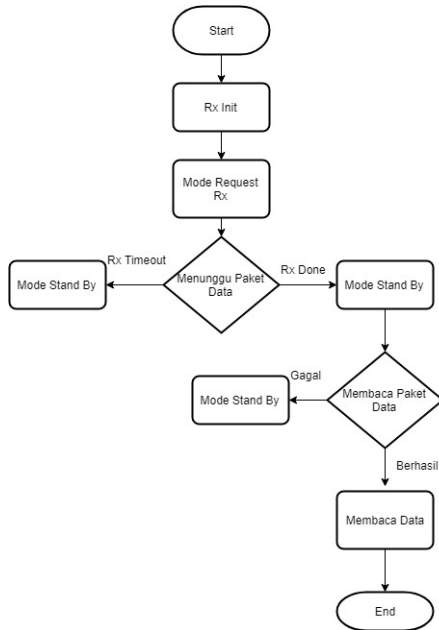 Start
Rx Init
Mode Request
Rx
Rx Timeout
Menunggu Paket
Data
Rx Done
Mode Stand By
Mode Stand By
Gagal
Membaca Paket
Data
Mode Stand By
Berhasil
Membaca Data
End